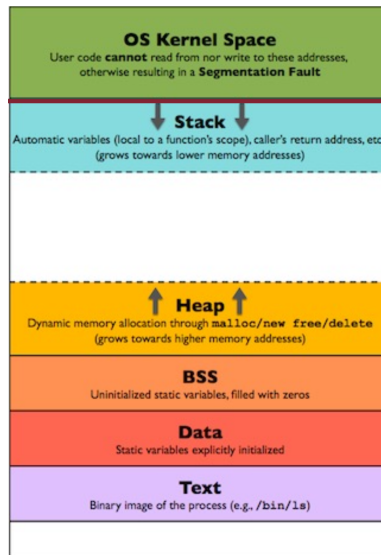 OS Kernel Space
User code cannot read from nor write to these addresses,
otherwise resulting in a Segmentation Fault
Stack
Automatic variables (local to a function's scope), caller's return address, etc
(grows towards lower memory addresses)
Heap
Dynamic memory allocation through malloc/new free/delete
(grows towards higher memory addresses)
BSS
Uninitialized static variables, filled with zeros
Data
Static variables explicitly initialized
Text
Binary image of the process (e.g., /bin/ls)